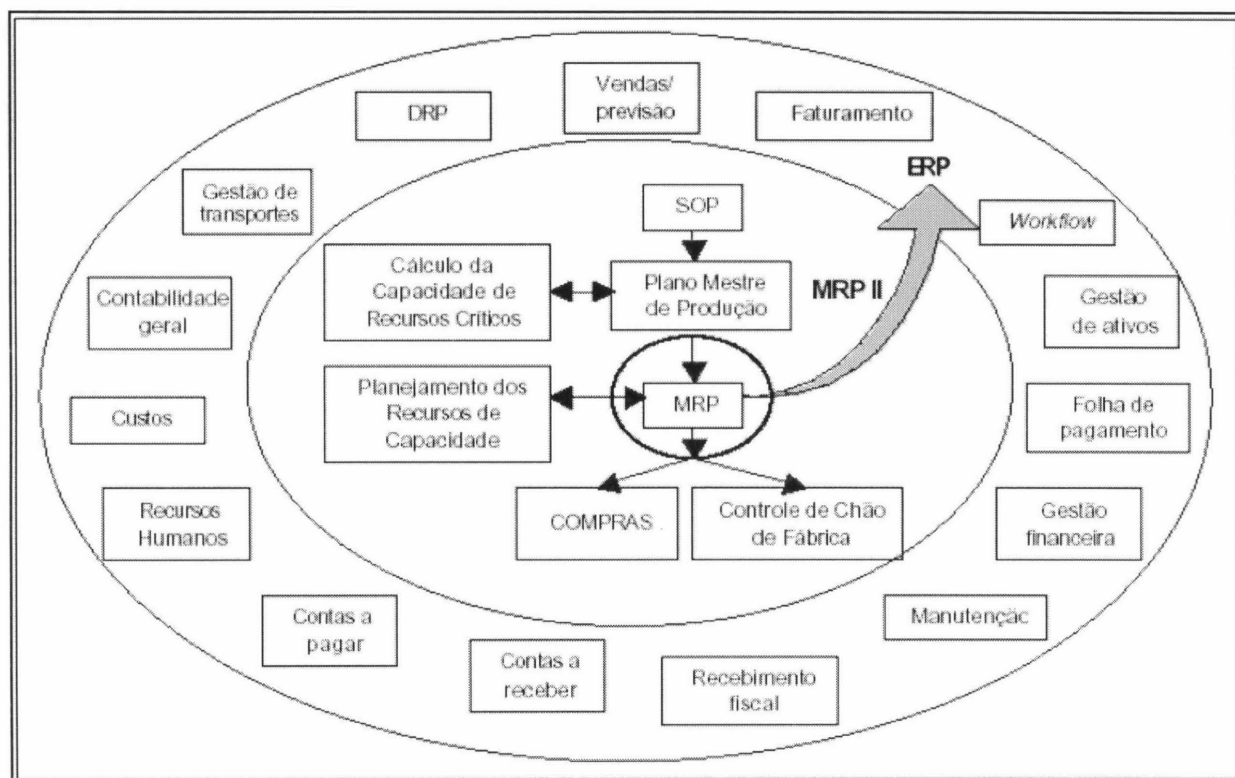 Vendas/
previsão
DRP
Faturamento
ERP
Gestão de
transportes
SOP
Workflow
Cálculo da
Capacidade de
Recursos Críticos
Plano Mestre
de Produção
MRP II
Contabilidade
geral
Gestão
de ativos
Planejamento dos
Recursos de
Capacidade
MRP
Custos
Folha de
pagamento
Recursos
Humanos
COMPRAS .
Controle de Chão
de Fábrica
Gestão
financeira
Contas a
pagar
Manutençãc
Contas a
receber
Recebimento
fiscal